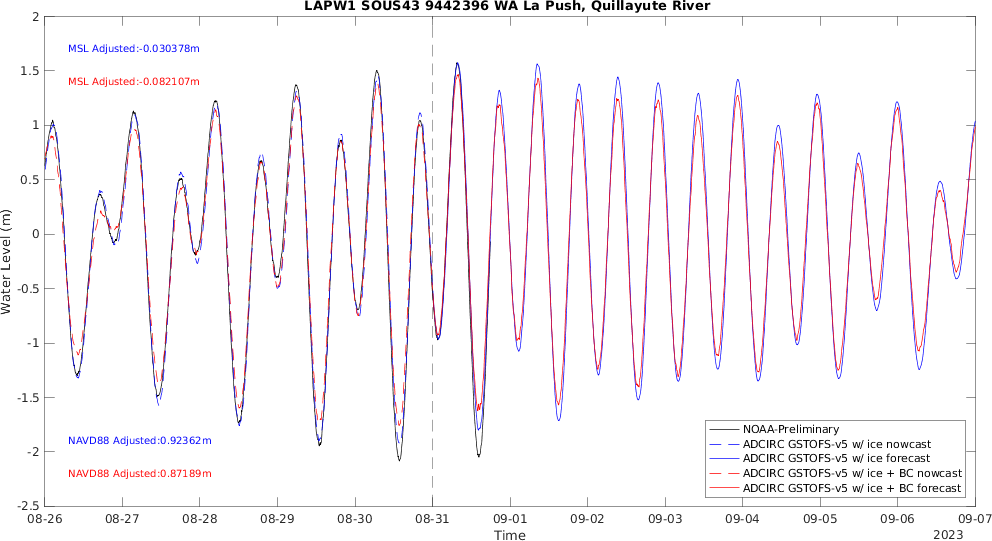 LAPW1 SOUS43 9442396 WA La Push, Quillayute River
2
1.5
1
0.5
0
-0.5
-1
-1.5
-2
-2.5
Water Level (m)
MSL Adjusted:-0.030378m
MSL Adjusted:-0.082107m
NAVD88 Adjusted:0.92362m
NAVD88 Adjusted:0.87189m
NOAA-Preliminary
ADCIRC GSTOFS-v5 w/ ice nowcast
ADCIRC GSTOFS-v5 w/ ice forecast
ADCIRC GSTOFS-v5 w/ ice + BC nowcast
ADCIRC GSTOFS-v5 w/ ice + BC forecast
08-26 08-27 08-28 08-29 08-30 08-31 09-01 09-02 09-03 09-04 09-05 09-06 09-07
Time
2023